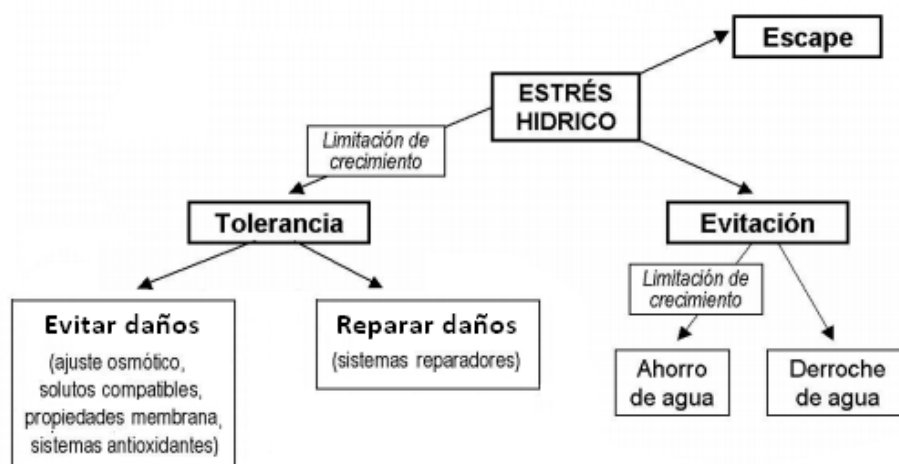 Escape
ESTRÉS
HIDRICO
Limitación de
crecimiento
Tolerancia
Evitación
Limitación de
crecimiento
Evitar daños
(ajuste osmótico,
solutos compatibles,
propiedades membrana,
sistemas antioxidantes)
Reparar daños
(sistemas reparadores)
Ahorro
de agua
Derroche
de agua